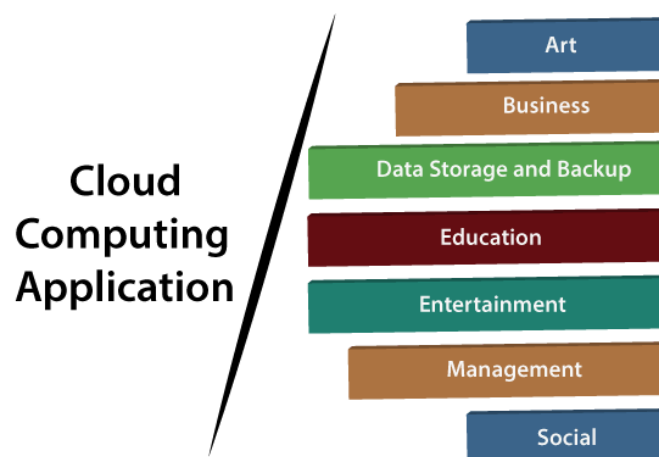 Cloud
Computing
Application
Art
Business
Data Storage and Backup
Education
Entertainment
Management
Social